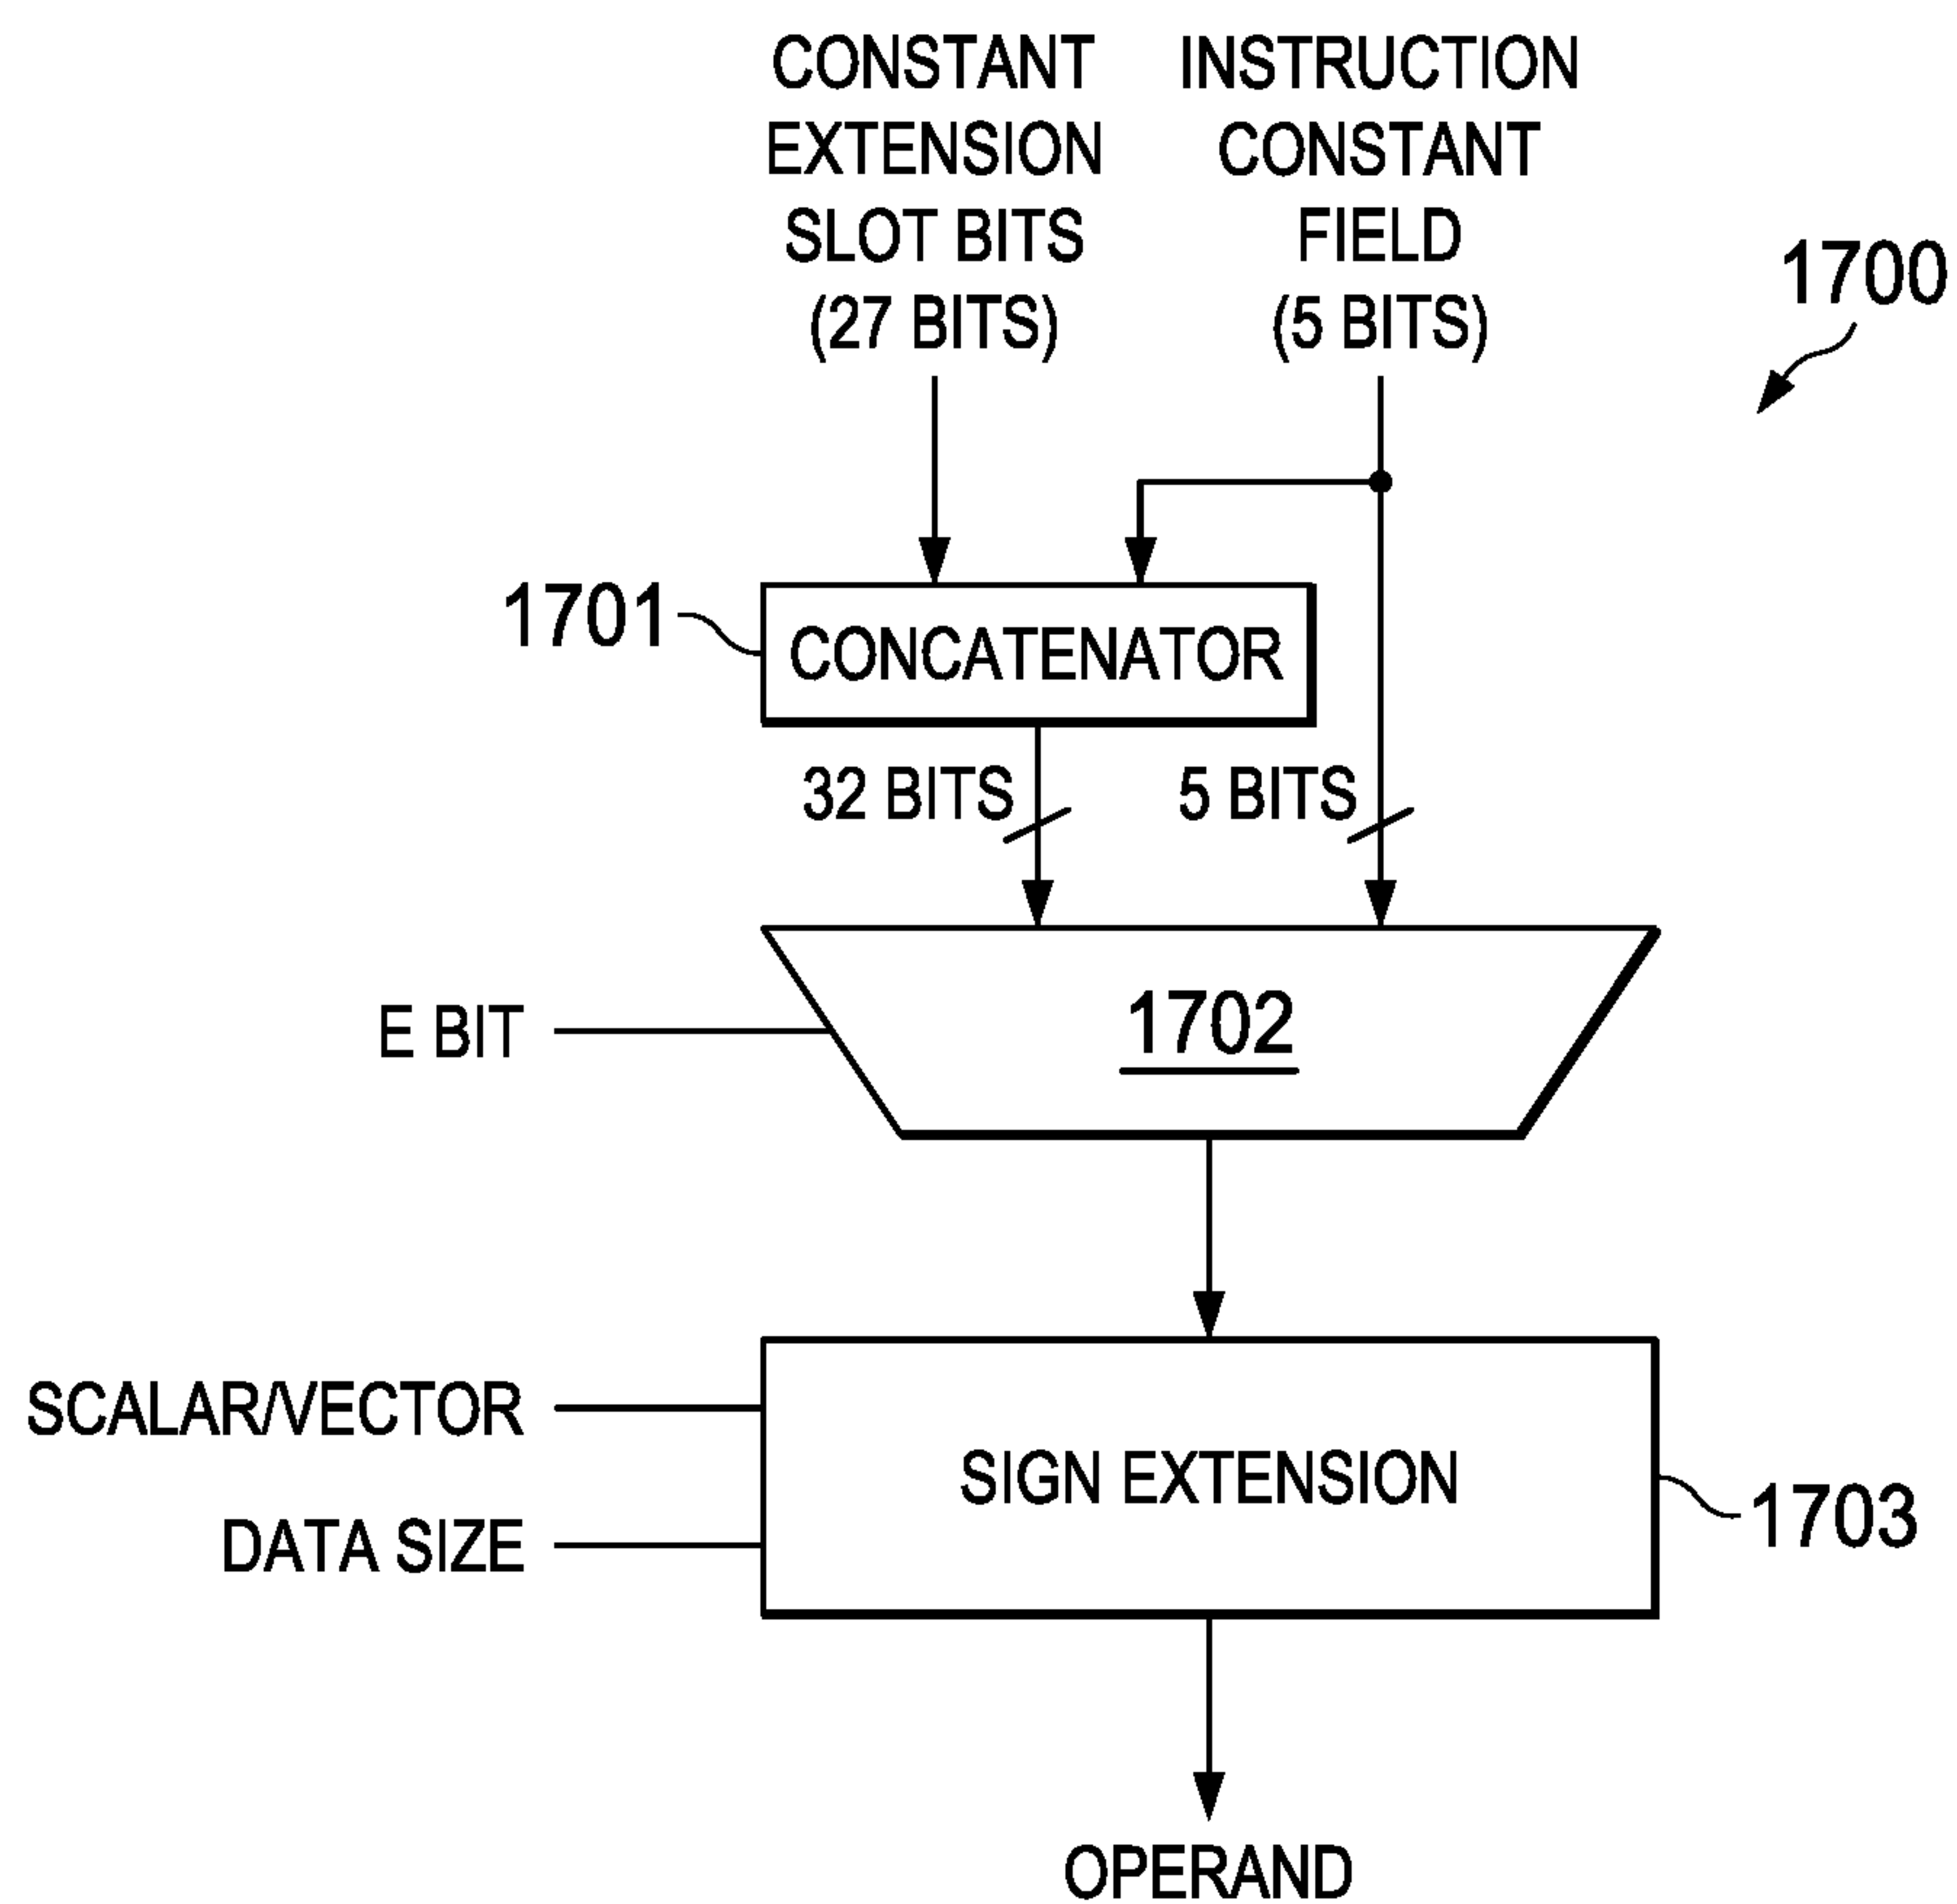 CONSTANT
EXTENSION
SLOT BITS
(27 BITS)
INSTRUCTION
CONSTANT
FIELD
(5 BITS)
1700
1701
CONCATENATOR
32 BITS
5 BITS
E BIT
1702
SCALAR/VECTOR
SIGN EXTENSION
DATA SIZE
1703
OPERAND